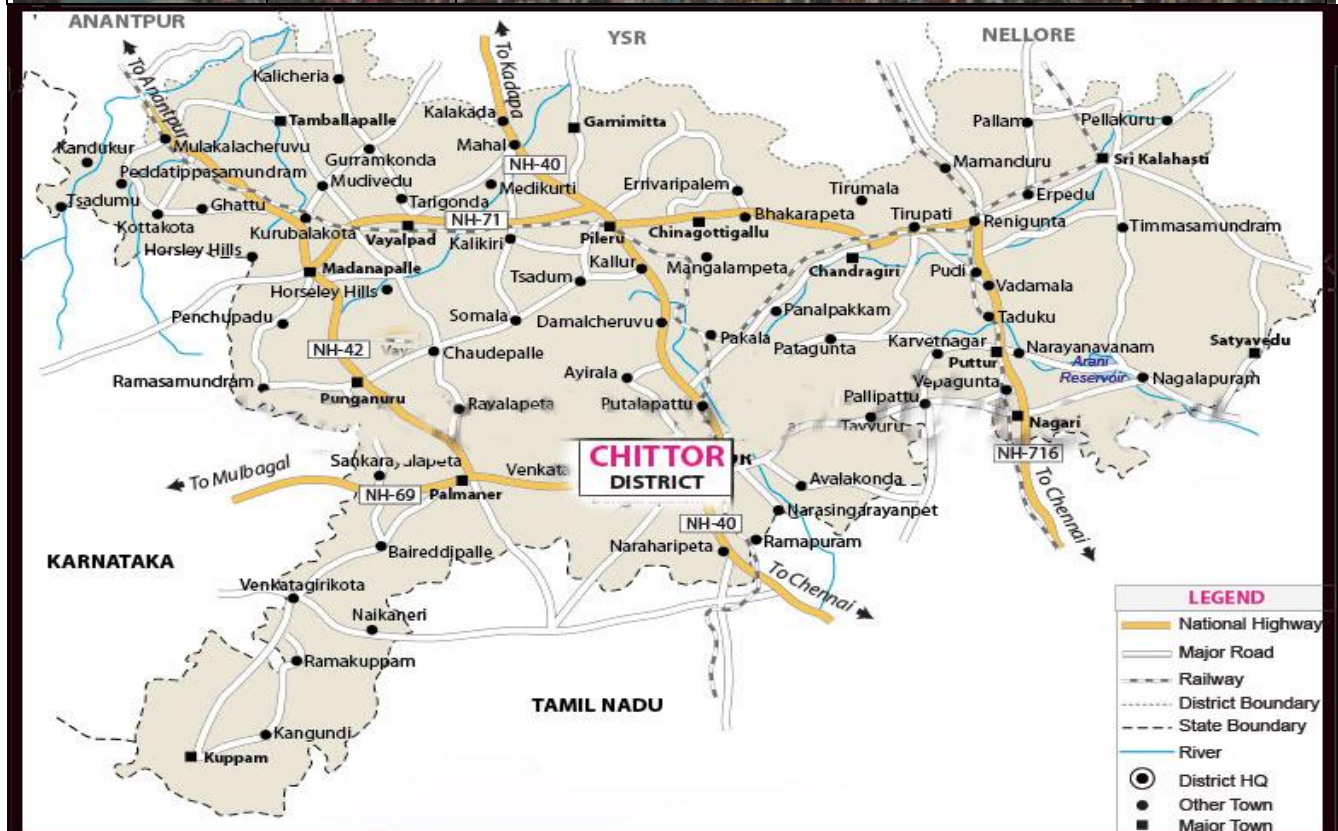 ANANTPUR
YSR
NELLORE
To Anantpur
To Kadapa
Kalicheria
Kalakada
Gamimitta
Pallam
Pellakuru
Tamballapalle
Mulakalacheruvu
Kandukur
Gurramkonda
Mahal
NH-40
Mamanduru
Sri Kalahasti
Peddatippasamundram
Mudivedu
Medikurti
Errivaripalem
Tirumala
Erpedu
Tsadumu
Ghattu
Tarigonda
NH-71
Bhakarapeta
Tirupati
Renigunta
Timmasamundram
Kottakota
Kurubalakota
Vayalpad
Kalikiri
Pileru
Chinagottigallu
Horsley Hills
Madanapalle
Tsadum
Kallur
Mangalampeta
Chandragiri
Pudi
Horseley Hills
Vadamala
Penchupadu
Somala
Damalcheruvu
Panalpakkam
Taduku
NH-42
Chaudepalle
Pakala
Patagunta
Karvetnagar
Puttur
Narayanavanam
Satyavedu
Arani
Reservoir
Ramasamundram
Punganuru
Ayirala
Vepagunta
Nagalapuram
Rayalapeta
Putalapattu
Pallipattu
Tavvuru
Nagari
NH-716
To Mulbagal
Palmaner
NH-69
CHITTOR
DISTRICT
Avalakonda
To Chennai
Narasingarayanpet
NH-40
Naraharipeta
Ramapuram
To Chennai
KARNATAKA
Baireddipalle
Venkatagirikota
Naikaneri
Ramakuppam
TAMIL NADU
Kangundi
Kuppam
LEGEND
National Highway
Major Road
Railway
District Boundary
State Boundary
River
District HQ
Other Town
Major Town